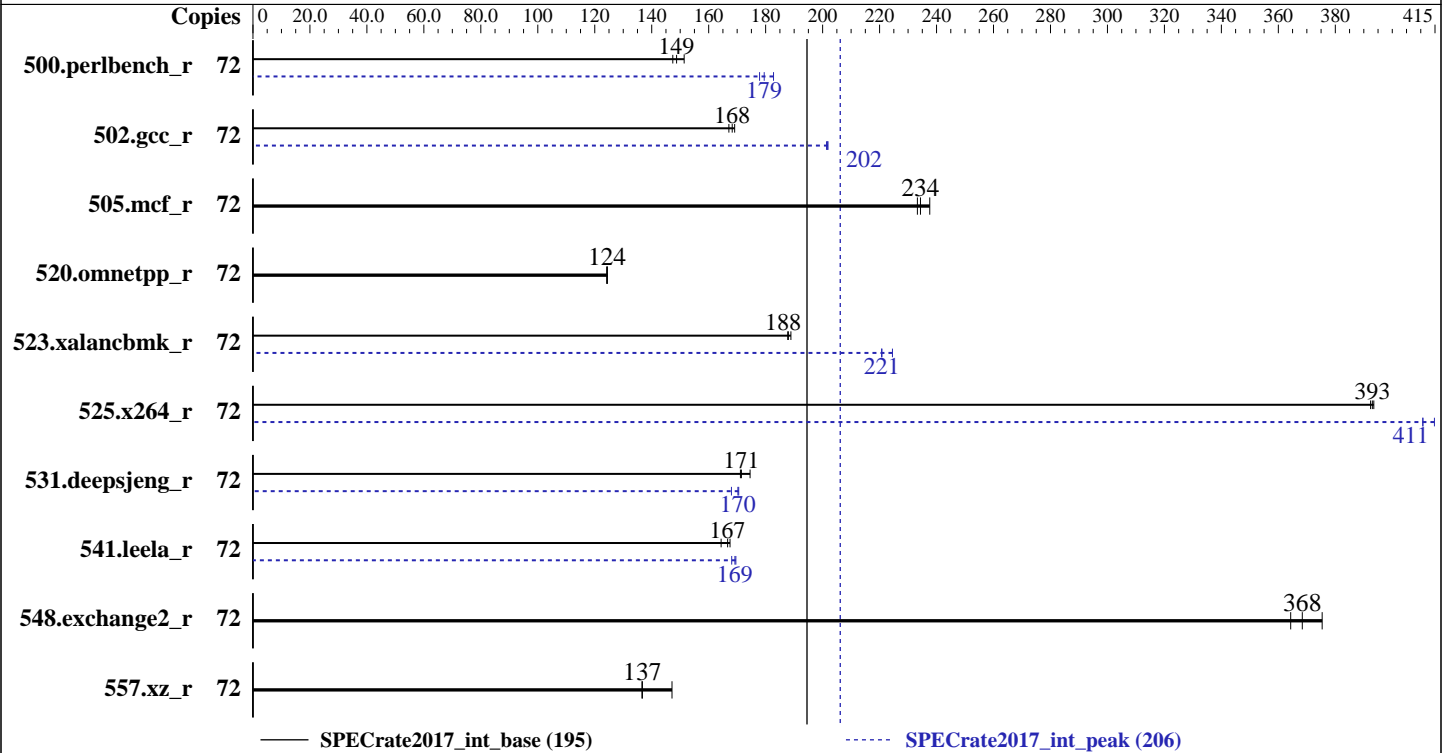 Copies 0 20.0 40.0 60.0 80.0 100 120 140 160 180 200 220 240 260 280 300 320 340 360 380 415
149
500.perlbench_r 72
179
168
502.gcc_r 72
202
234
505.mcf_r 72
124
520.omnetpp_r 72
188
523.xalancbmk_r 72
221
393
525.x264_r 72
411
171
531.deepsjeng_r 72
170
167
541.leela_r 72
169
368
548.exchange2_r 72
137
557.xz_r 72
SPECrate2017_int_base (195) SPECrate2017_int_peak (206)